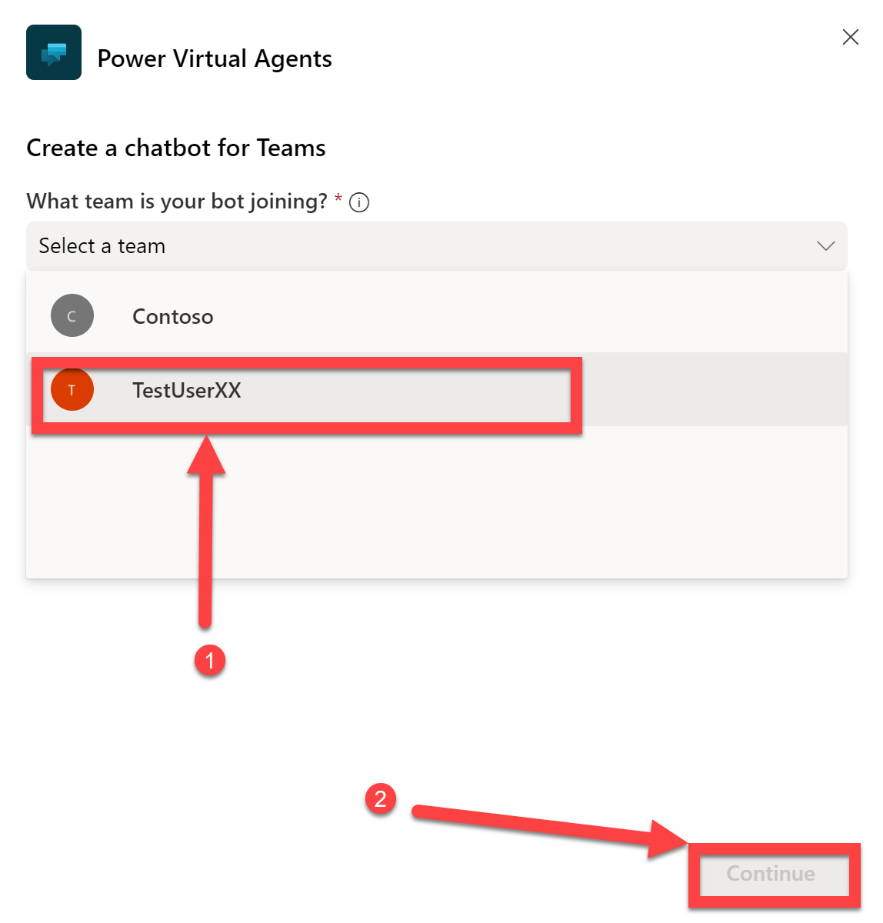 Power Virtual Agents
Create a chatbot for Teams
What team is your bot joining? *
Select a team
C Contoso
T TestUserXX
1
2
Continue